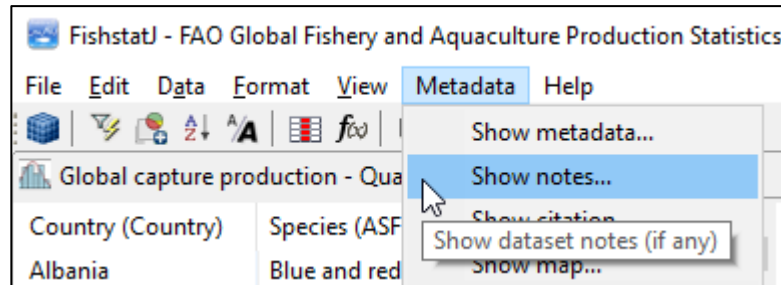 FishstatJ - FAO Global Fishery and Aquaculture Production Statistics
File Edit Data Format View Metadata Help
Show metadata...
Global capture production - Qua
Show notes...
Country (Country) Species (ASF
Show citation
Show dataset notes (if any)
Albania Blue and red
Show map...